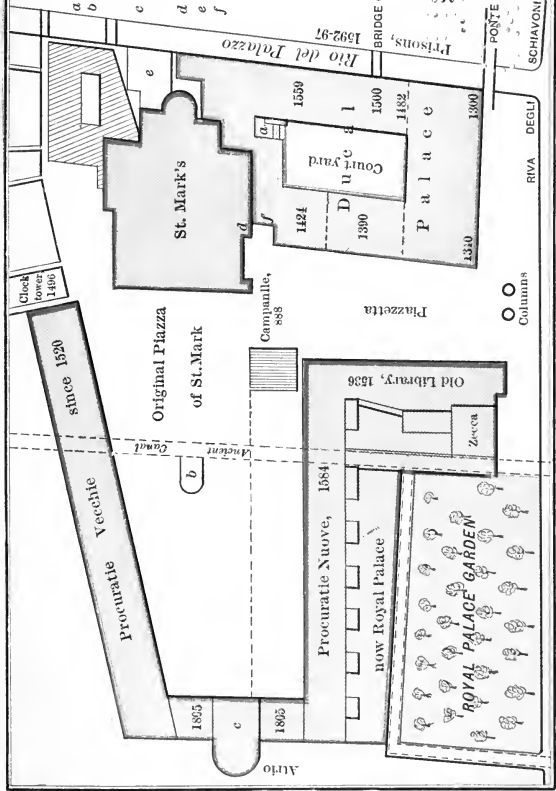 a
b
c
d
e
f
Prisons,
1592-97
BRIDGE
PONTE
SCHIAVONI
Rio del Palazzo
e
St. Mark's
d
1559
1500
1482
1300
a
Court yard
Ducal
Palace
f
1424
1390
1310
RIVA DEGLI
Clock
tower,
1496
Original Piazza
of St. Mark
Campanile,
888
Piazzetta
Columns
since 1520
Procuratie Vecchie
Ancient Canal
b
Old Library, 1536
Zecca
Procuratie Nuove, 1584
now Royal Palace
ROYAL PALACE GARDEN
1805
c
1805
Atrio